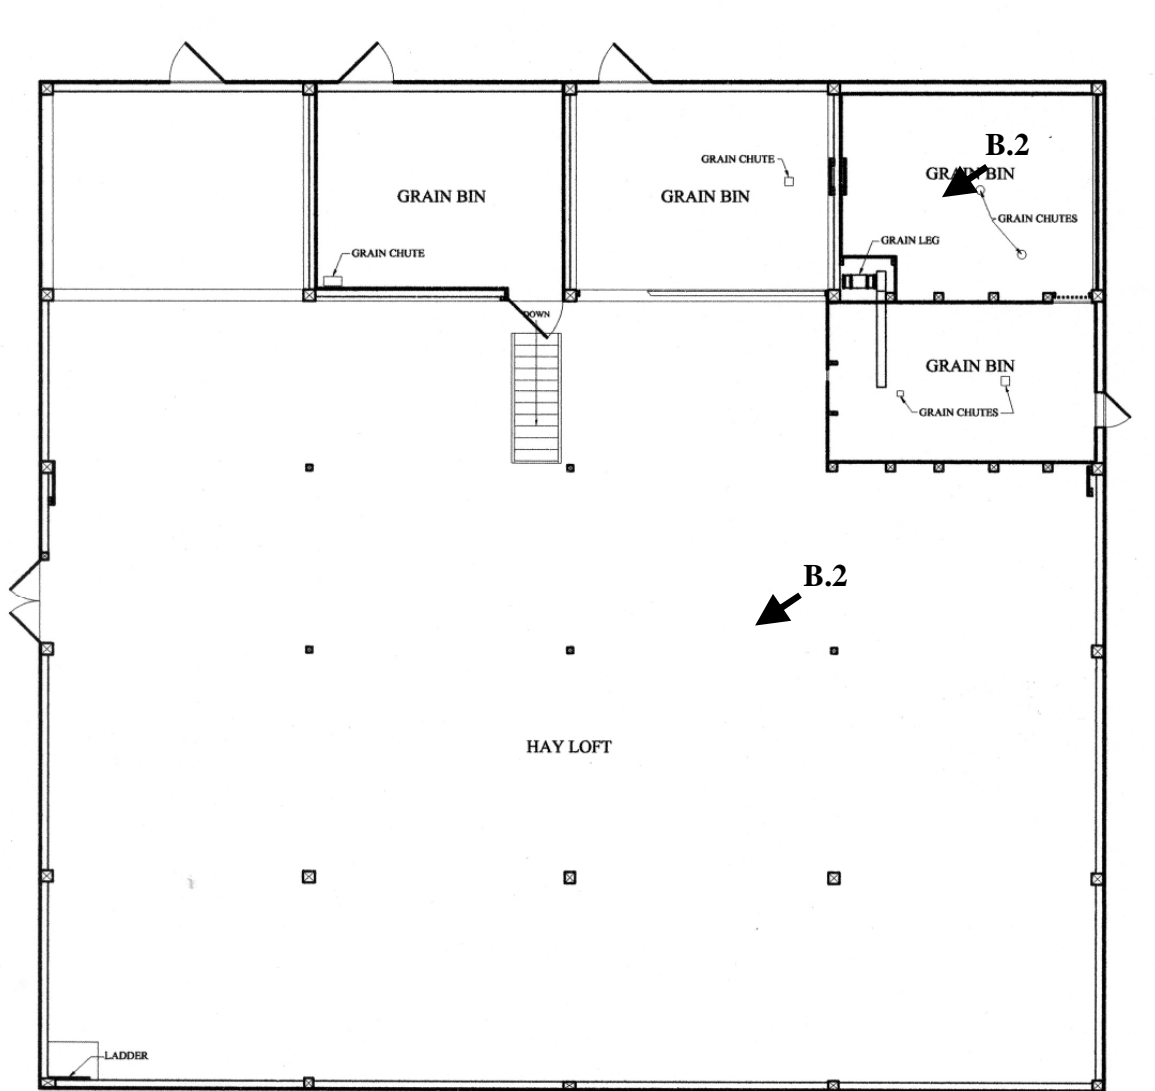 B.2
GRAIN CHUTE
GRAIN BIN
GRAIN BIN
GRAIN BIN
GRAIN CHUTES
GRAIN LEG
GRAIN CHUTE
DOWN
GRAIN BIN
GRAIN CHUTES
B.2
HAY LOFT
LADDER